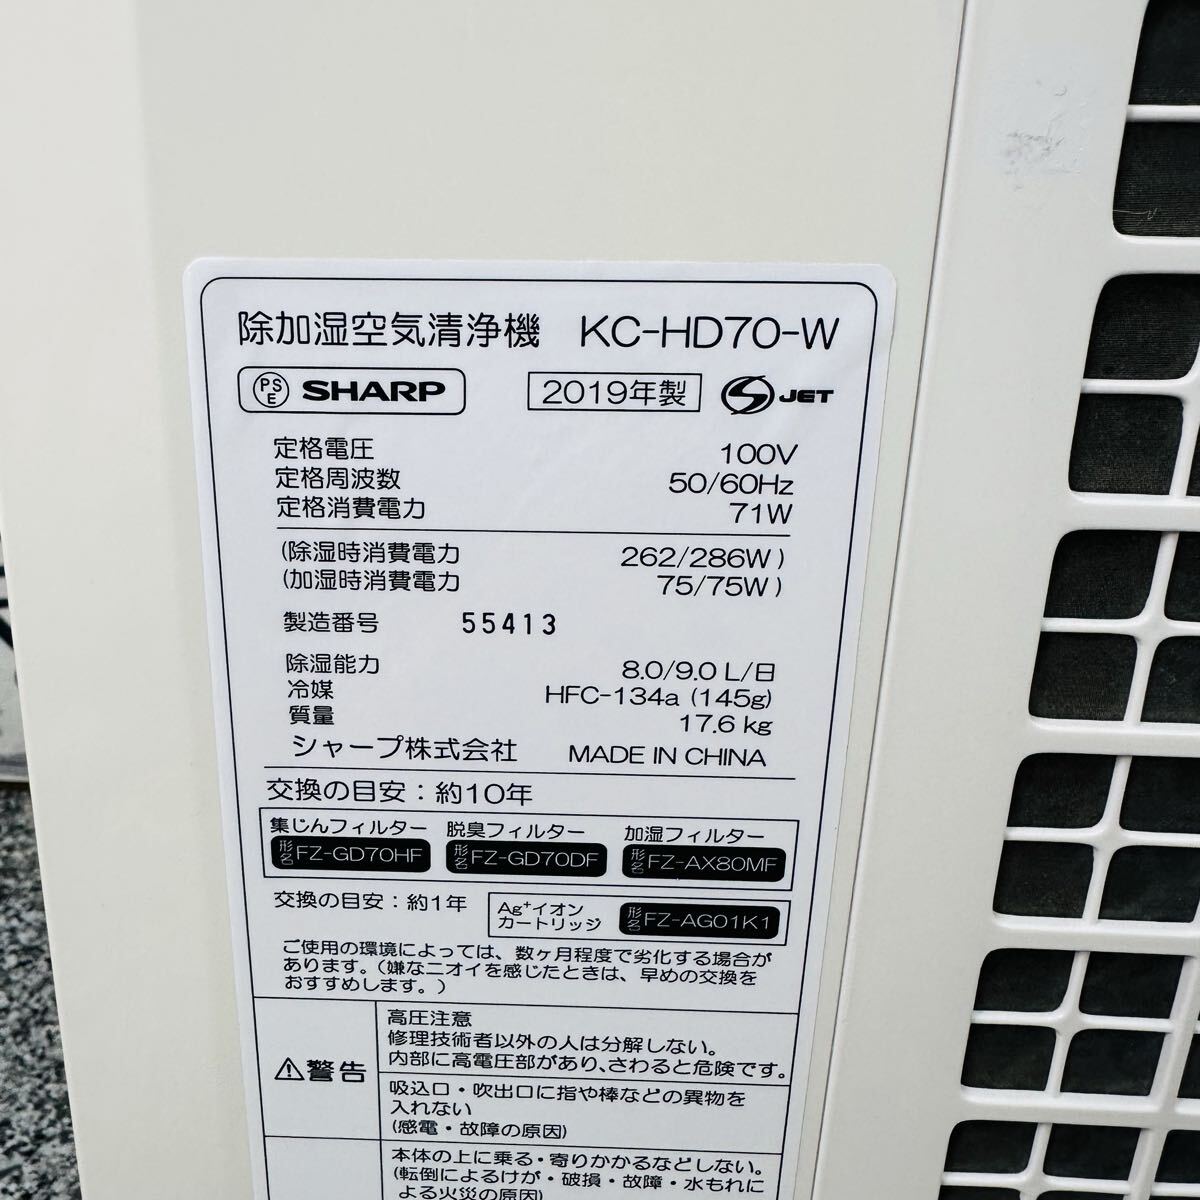 除加湿空気清浄機 KC-HD70-W
PSE SHARP 2019年製 S JET
定格電圧 100V
定格周波数 50/60Hz
定格消費電力 71W
(除湿時消費電力 262/286W)
(加湿時消費電力 75/75W)
製造番号 55413
除湿能力 8.0/9.0 L/日
冷媒 HFC-134a (145g)
質量 17.6 kg
シャープ株式会社 MADE IN CHINA
交換の目安：約10年
集じんフィルター 脱臭フィルター 加湿フィルター
形名 FZ-GD70HF 形名 FZ-GD70DF 形名 FZ-AX80MF
交換の目安：約1年 Ag+イオンカートリッジ 形名 FZ-AG01K1
ご使用の環境によっては、数ヶ月程度で劣化する場合が
あります。(嫌なニオイを感じたときは、早めの交換を
おすすめします。)
⚠警告
高圧注意
修理技術者以外の人は分解しない。
内部に高電圧部があり、さわると危険です。
吸込口・吹出口に指や棒などの異物を
入れない
(感電・故障の原因)
本体の上に乗る・寄りかかるなどしない。
(転倒によるけが・破損・故障・水もれに
よる火災の原因)